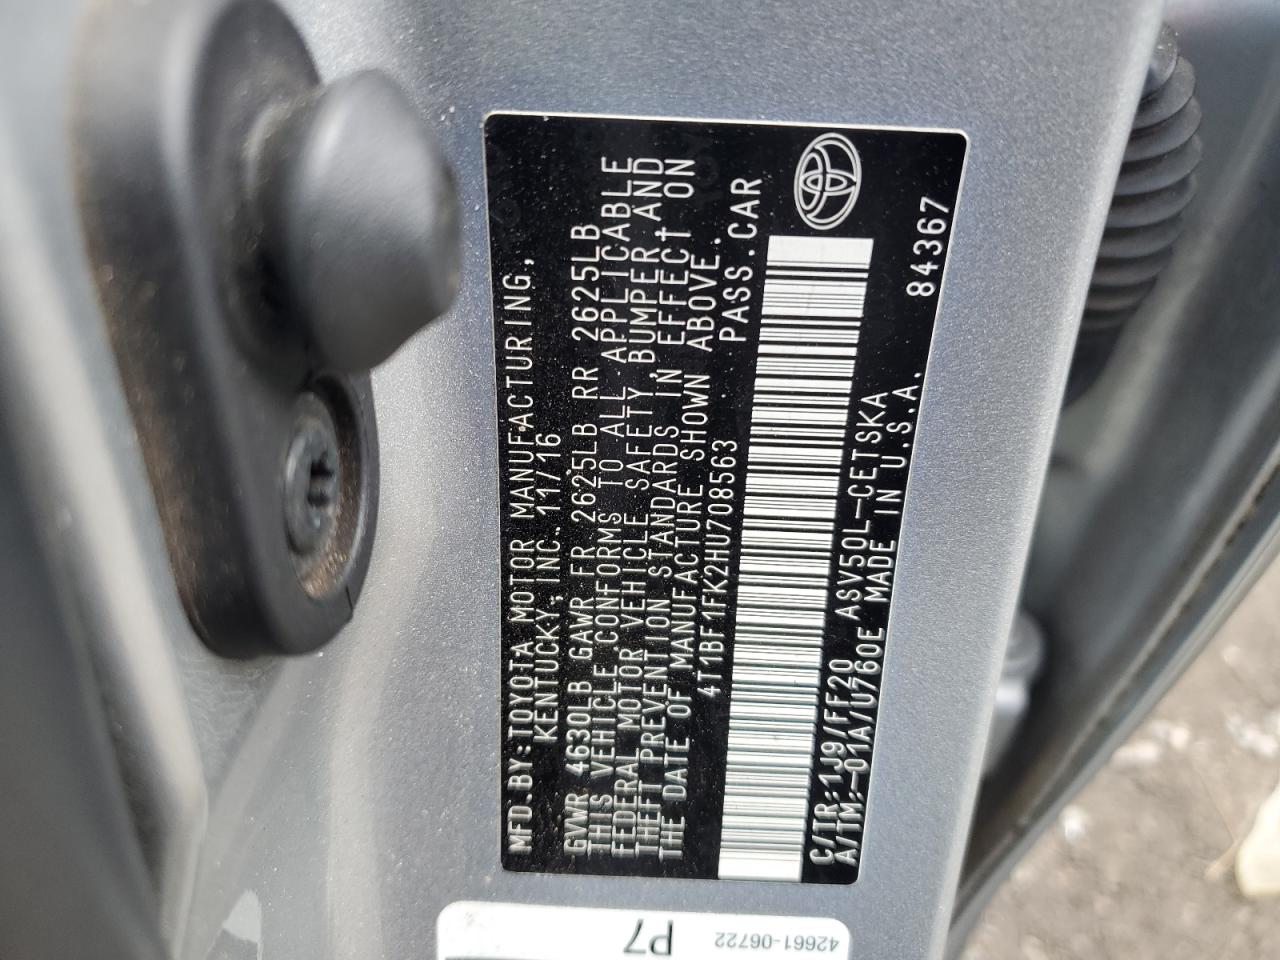 MFD.BY:TOYOTA MOTOR MANUFACTURING,
KENTUCKY, INC. 11/16
GVWR 4630LB GAWR FR 2625LB RR 2625LB
THIS VEHICLE CONFORMS TO ALL APPLICABLE
FEDERAL MOTOR VEHICLE SAFETY,BUMPER AND
THEFT PREVENTION STANDARDS IN EFFECT ON
THE DATE OF MANUFACTURE SHOWN ABOVE.
4T1BF1FK2HU708563 PASS.CAR
C/TR:1J9/FF20 ASV50L-CETSKA
A/TM:-01A/U760E MADE IN U.S.A. 84367
P7
42661-06722